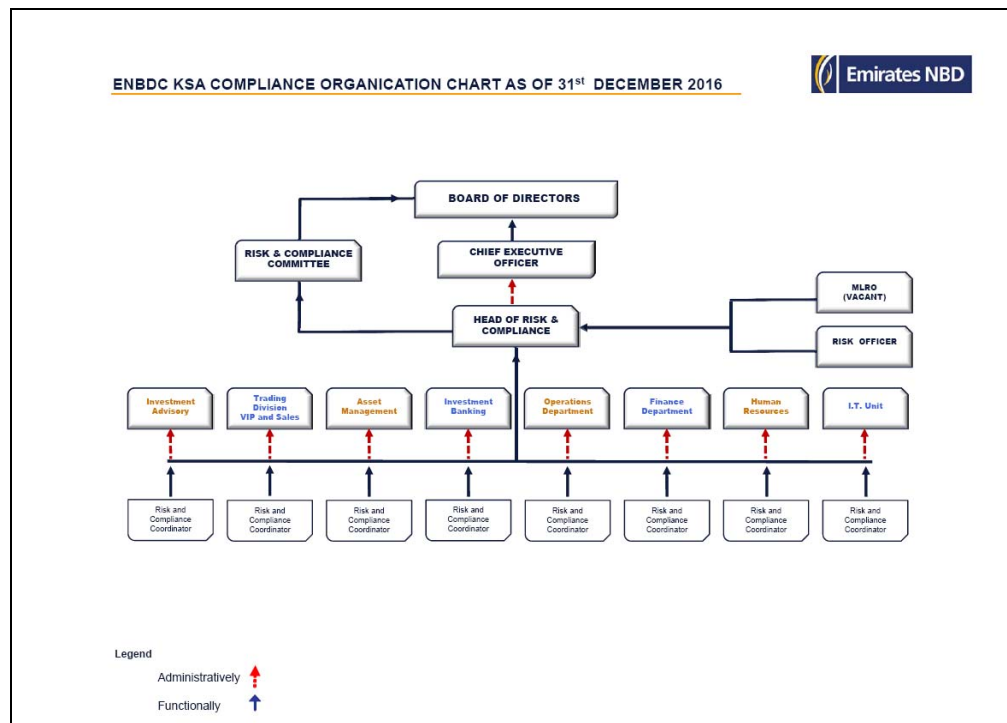 ENBDC KSA COMPLIANCE ORGANICATION CHART AS OF 31st DECEMBER 2016
Emirates NBD
BOARD OF DIRECTORS
RISK & COMPLIANCE
COMMITTEE
CHIEF EXECUTIVE
OFFICER
MLRO
(VACANT)
HEAD OF RISK &
COMPLIANCE
RISK OFFICER
Investment
Advisory
Trading
Division
VIP and Sales
Asset
Management
Investment
Banking
Operations
Department
Finance
Department
Human
Resources
I.T. Unit
Risk and
Compliance
Coordinator
Risk and
Compliance
Coordinator
Risk and
Compliance
Coordinator
Risk and
Compliance
Coordinator
Risk and
Compliance
Coordinator
Risk and
Compliance
Coordinator
Risk and
Compliance
Coordinator
Risk and
Compliance
Coordinator
Legend
Administratively
Functionally